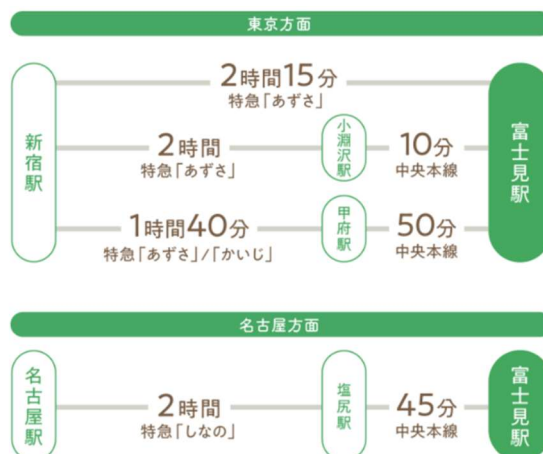 東京方面
新宿駅
2時間15分
特急「あずさ」
富士見駅
2時間
特急「あずさ」
小淵沢駅
10分
中央本線
1時間40分
特急「あずさ」/「かいじ」
甲府駅
50分
中央本線
名古屋方面
名古屋駅
2時間
特急「しなの」
塩尻駅
45分
中央本線
富士見駅